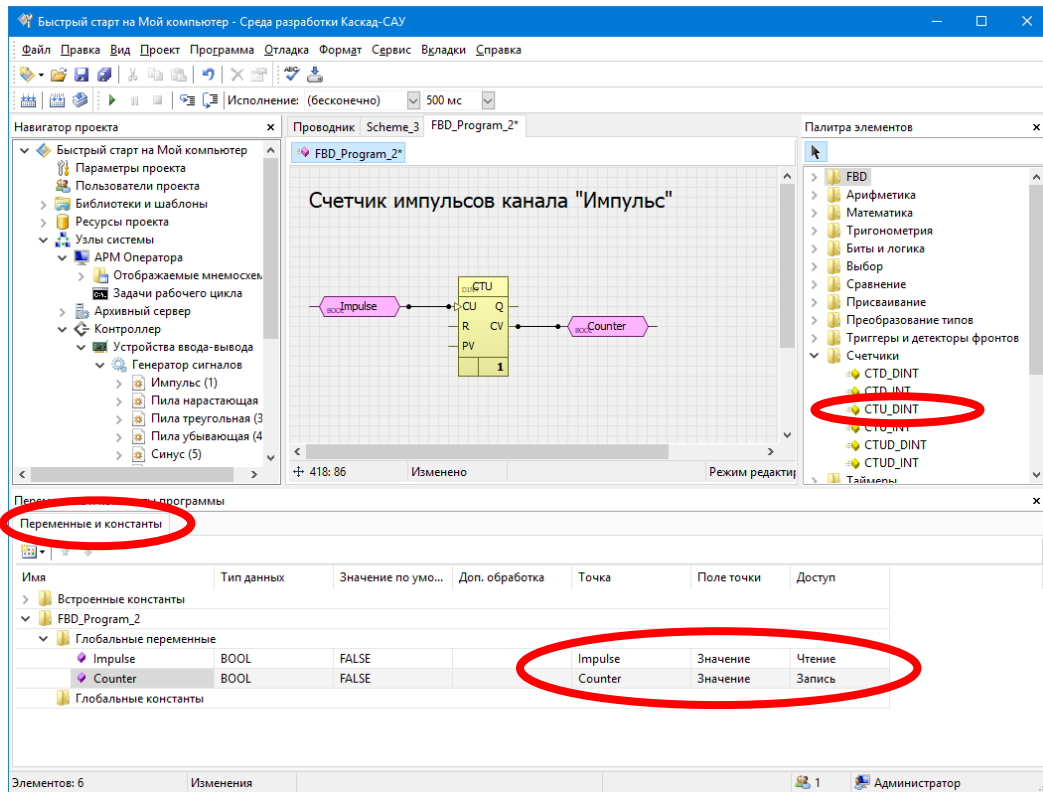 Быстрый старт на Мой компьютер - Среда разработки Каскад-САУ
Файл Правка Вид Проект Программа Отладка Формат Сервис Вкладки Справка
ABC
Исполнение: (бесконечно) 500 мс
Навигатор проекта
Быстрый старт на Мой компьютер
Параметры проекта
Пользователи проекта
Библиотеки и шаблоны
Ресурсы проекта
Узлы системы
АРМ Оператора
Отображаемые мнемосхем
Задачи рабочего цикла
Архивный сервер
Контроллер
Устройства ввода-вывода
Генератор сигналов
Импульс (1)
Пила нарастающая
Пила треугольная (3
Пила убывающая (4
Синус (5)
Проводник Scheme_3 FBD_Program_2*
FBD_Program_2*
Счетчик импульсов канала "Импульс"
CTU
BOOL Impulse
CU Q
R CV
PV
1
BOOL Counter
418: 86 Изменено Режим редактир
Палитра элементов
FBD
Арифметика
Математика
Тригонометрия
Биты и логика
Выбор
Сравнение
Присваивание
Преобразование типов
Триггеры и детекторы фронтов
Счетчики
CTD_DINT
CTD_INT
CTU_DINT
CTU_INT
CTUD_DINT
CTUD_INT
Таймеры
Переменные и константы программы
Переменные и константы
Имя Тип данных Значение по умо... Доп. обработка Точка Поле точки Доступ
Встроенные константы
FBD_Program_2
Глобальные переменные
Impulse BOOL FALSE Impulse Значение Чтение
Counter BOOL FALSE Counter Значение Запись
Глобальные константы
Элементов: 6 Изменения 1 Администратор